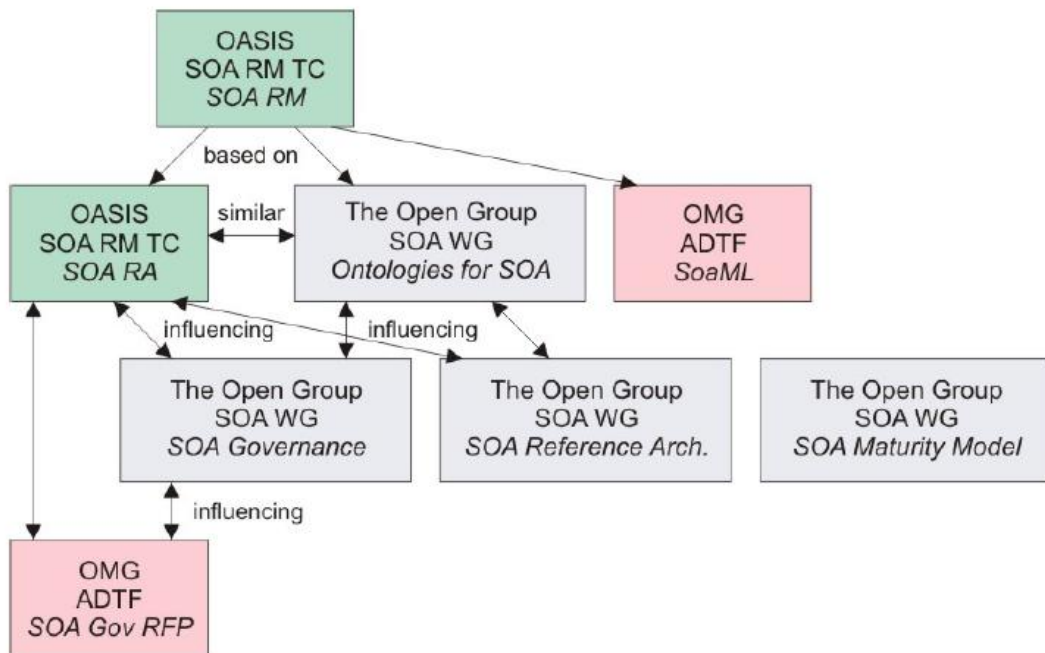 OASIS
SOA RM TC
SOA RM
based on
OASIS
SOA RM TC
SOA RA
similar
The Open Group
SOA WG
Ontologies for SOA
OMG
ADTF
SoaML
influencing
influencing
The Open Group
SOA WG
SOA Governance
The Open Group
SOA WG
SOA Reference Arch.
The Open Group
SOA WG
SOA Maturity Model
influencing
OMG
ADTF
SOA Gov RFP